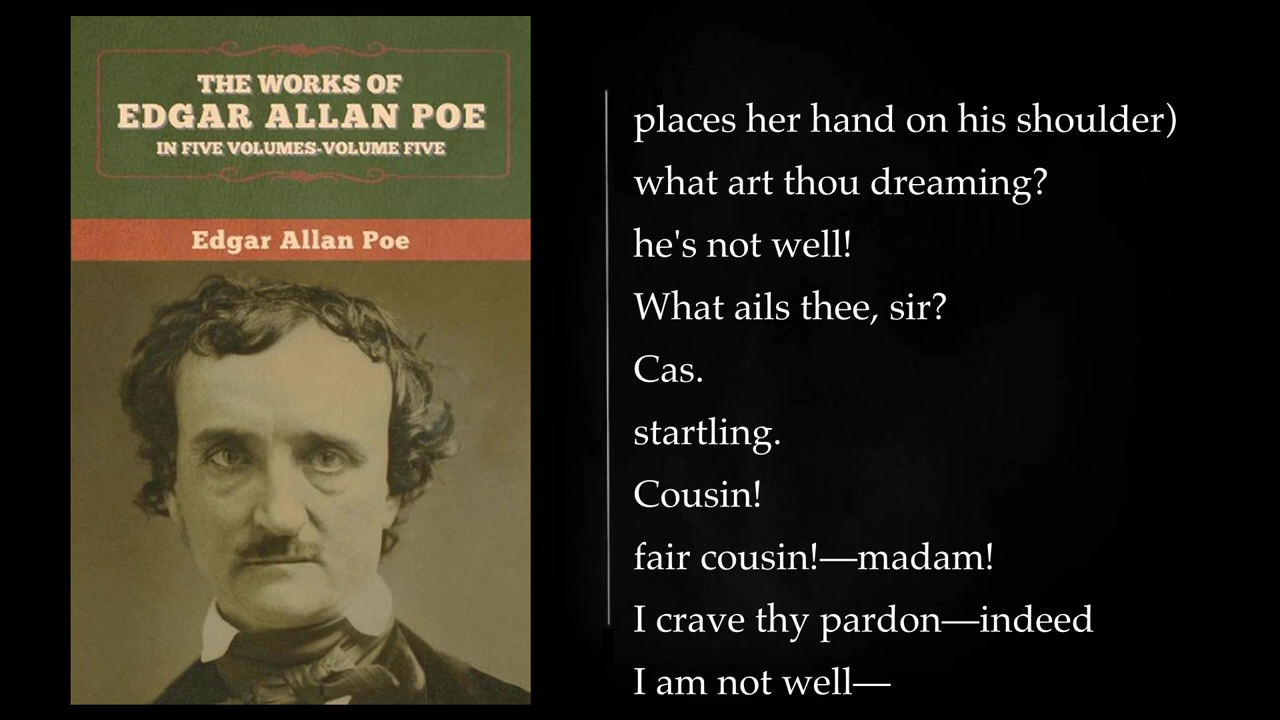 THE WORKS OF
EDGAR ALLAN POE
IN FIVE VOLUMES-VOLUME FIVE
Edgar Allan Poe
places her hand on his shoulder)
what art thou dreaming?
he's not well!
What ails thee, sir?
Cas.
startling.
Cousin!
fair cousin!—madam!
I crave thy pardon—indeed
I am not well—